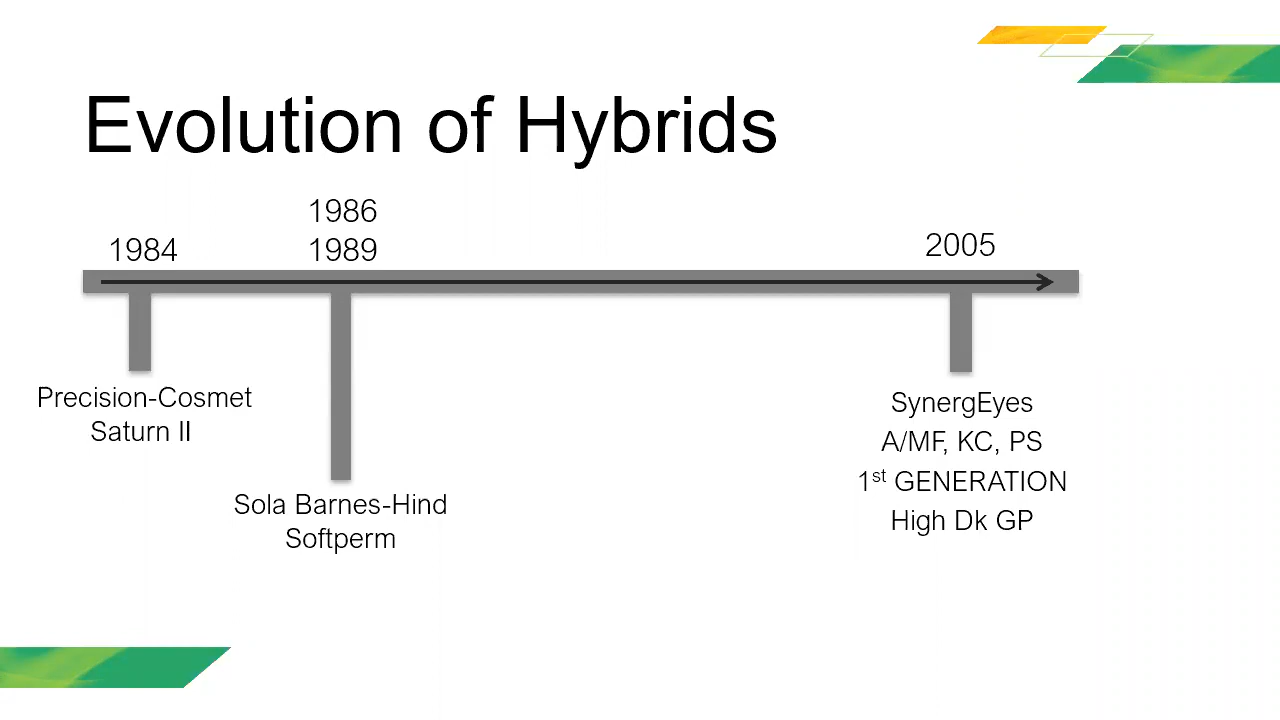 Evolution of Hybrids
1986
1984
1989
2005
Precision-Cosmet
Saturn II
Sola Barnes-Hind
Softperm
SynergEyes
A/MF, KC, PS
1st GENERATION
High Dk GP